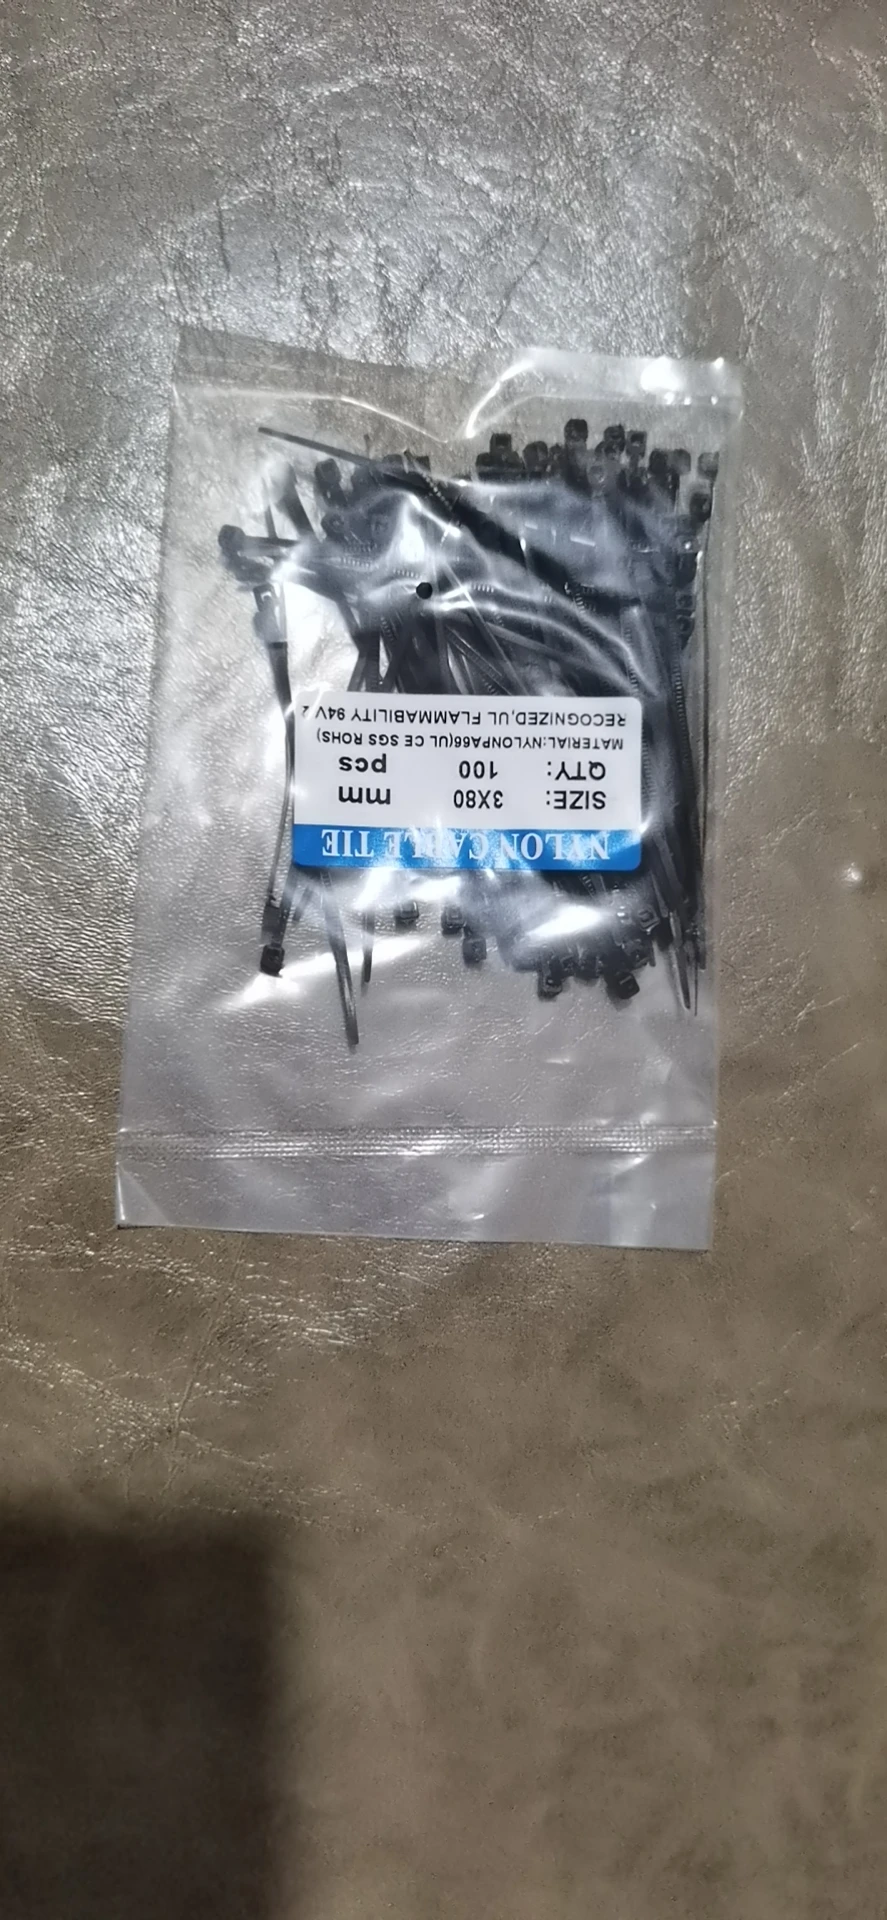 NYLON CABLE TIE
SIZE: 3X80 mm
QTY: 100 pcs
MATERIAL:NYLONPA66(UL CE SGS ROHS)
RECOGNIZED,UL FLAMMABILITY 94V-2